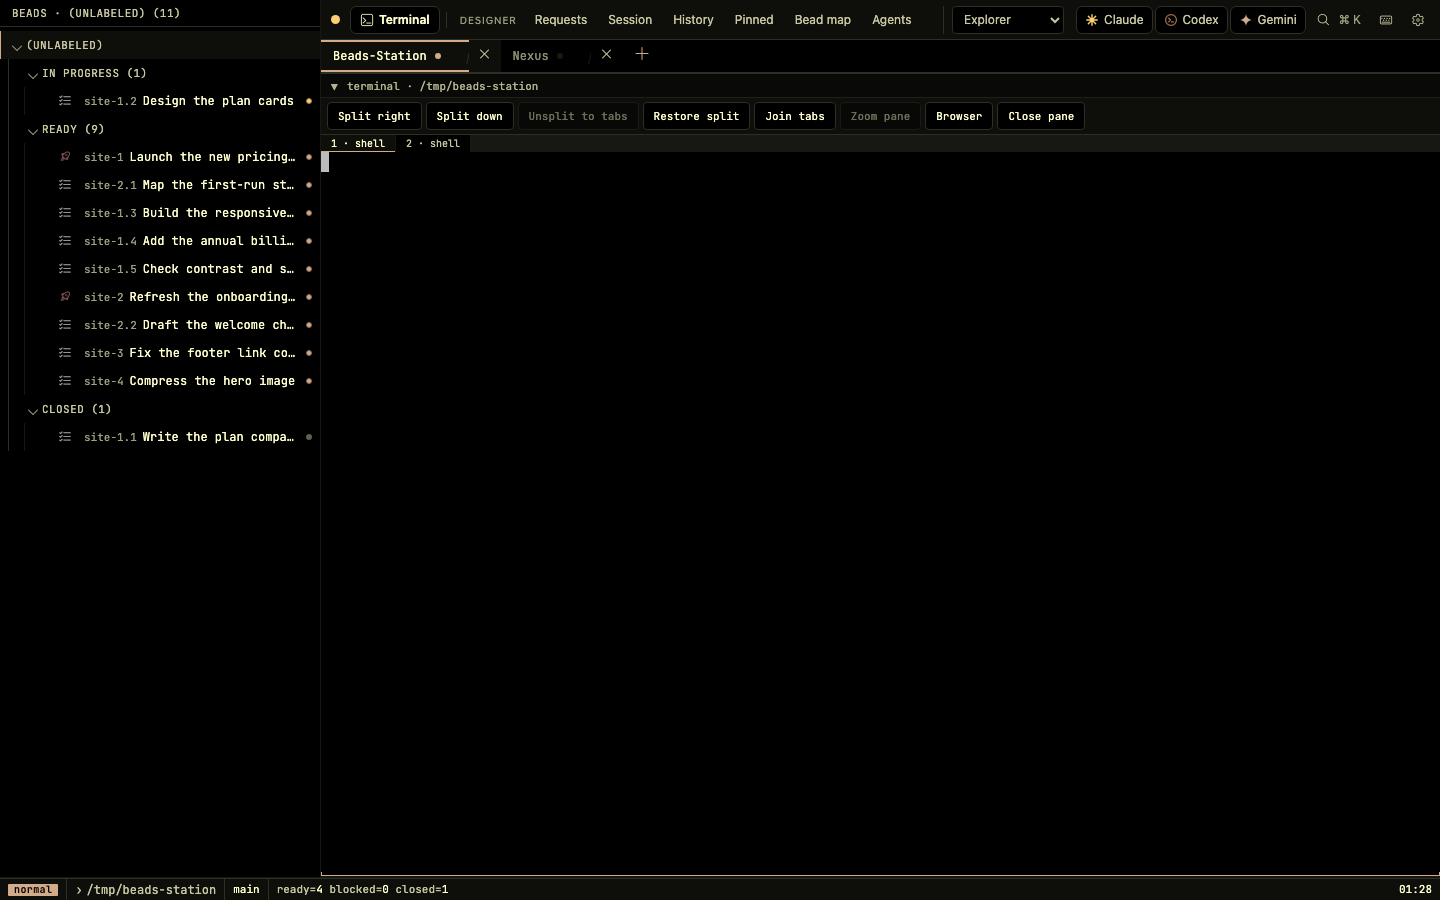 BEADS · (UNLABELED) (11)
(UNLABELED)
IN PROGRESS (1)
site-1.2 Design the plan cards
READY (9)
site-1 Launch the new pricing…
site-2.1 Map the first-run st…
site-1.3 Build the responsive…
site-1.4 Add the annual billi…
site-1.5 Check contrast and s…
site-2 Refresh the onboarding…
site-2.2 Draft the welcome ch…
site-3 Fix the footer link co…
site-4 Compress the hero image
CLOSED (1)
site-1.1 Write the plan compa…
Terminal DESIGNER Requests Session History Pinned Bead map Agents Explorer Claude Codex Gemini ⌘ K
Beads-Station Nexus
terminal · /tmp/beads-station
Split right Split down Unsplit to tabs Restore split Join tabs Zoom pane Browser Close pane
1 · shell 2 · shell
normal › /tmp/beads-station main ready=4 blocked=0 closed=1 01:28